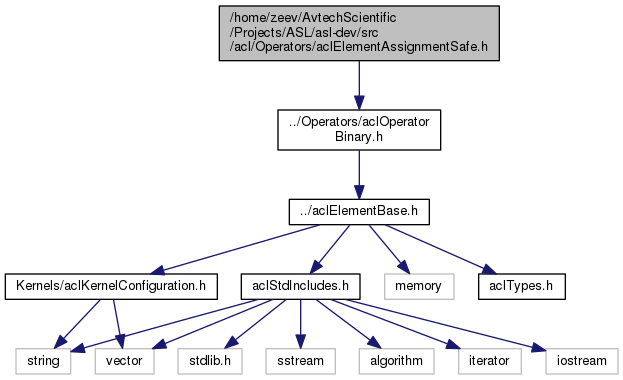 /home/zeev/AvtechScientific
/Projects/ASL/asl-dev/src
/acl/Operators/aclElementAssignmentSafe.h
../Operators/aclOperator
Binary.h
../aclElementBase.h
Kernels/aclKernelConfiguration.h
aclStdIncludes.h
memory
aclTypes.h
string
vector
stdlib.h
sstream
algorithm
iterator
iostream